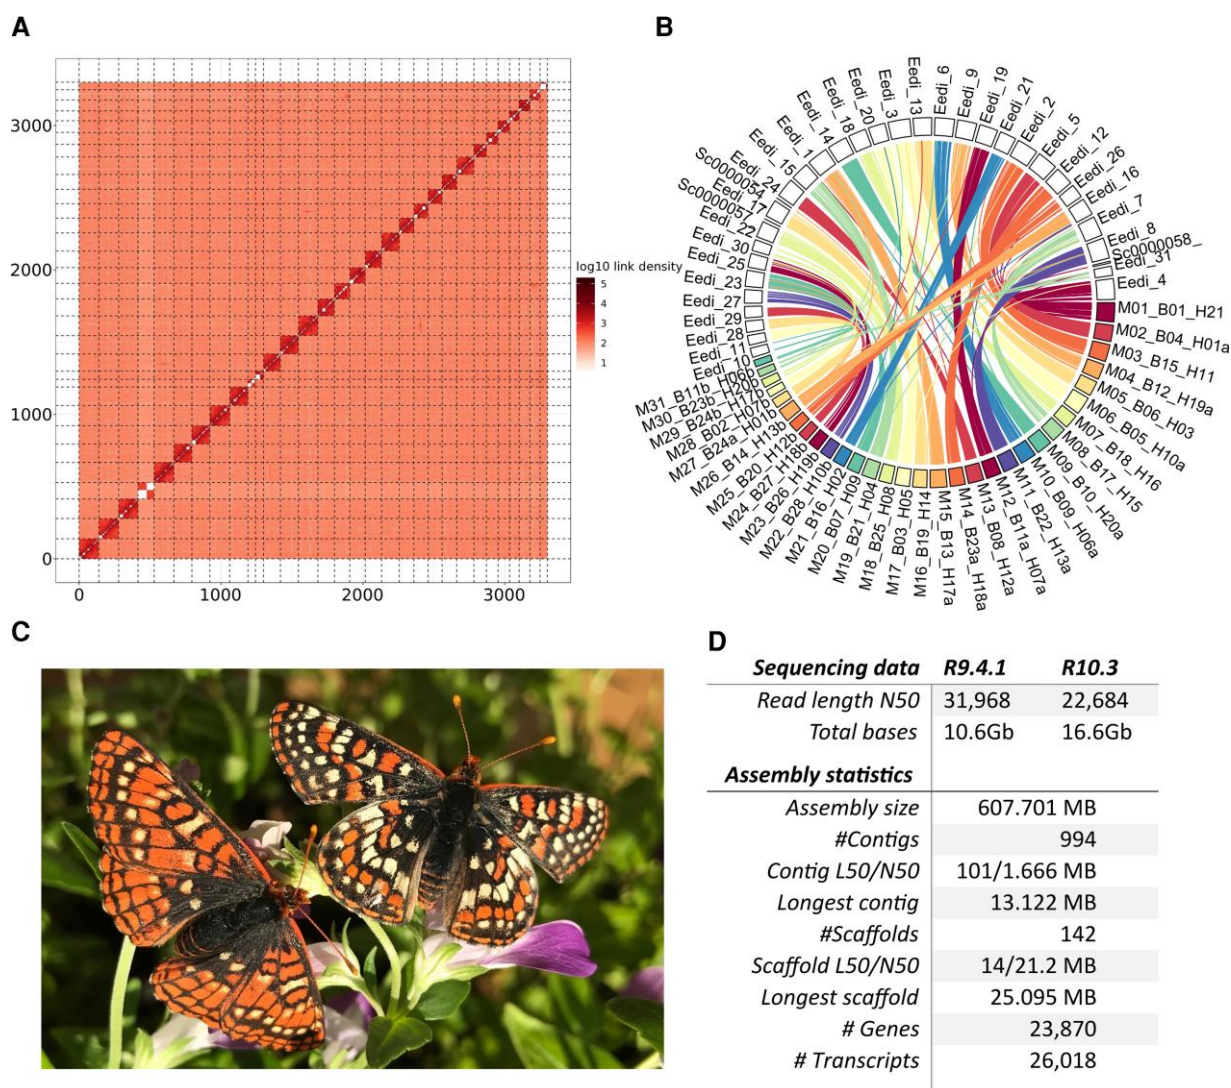 A
3000
2000
1000
0
0 1000 2000 3000
log10 link density
5
4
3
2
1
B
Eedi_6
Eedi_9
Eedi_19
Eedi_21
Eedi_2
Eedi_5
Eedi_12
Eedi_26
Eedi_16
Eedi_7
Eedi_8
Sc0000058_
Eedi_31
Eedi_4
M01_B01_H21
M02_B04_H01a
M03_B15_H11
M04_B12_H19a
M05_B06_H03
M06_B05_H10a
M07_B18_H16
M08_B17_H15
M09_B10_H20a
M10_B09_H06a
M11_B22_H13a
M12_B11a_H07a
M13_B08_H12a
M14_B23a_H18a
M15_B13_H17a
M16_B19_H14
M17_B03_H05
M18_B25_H08
M19_B21_H04
M20_B07_H09
M21_B16_H02
M22_B28_H10b
M23_B26_H19b
M24_B27_H18b
M25_B20_H12b
M26_B14_H13b
M27_B24a_H01b
M28_B02_H07b
M29_B24b_H17b
M30_B23b_H20b
M31_B11b_H06b
Eedi_10
Eedi_11
Eedi_28
Eedi_29
Eedi_27
Eedi_23
Eedi_25
Eedi_30
Eedi_22
Sc0000057_
Eedi_17
Sc0000054_
Eedi_24
Eedi_15
Eedi_1
Eedi_14
Eedi_18
Eedi_20
Eedi_3
Eedi_13
C
D
Sequencing data R9.4.1 R10.3
Read length N50 31,968 22,684
Total bases 10.6Gb 16.6Gb
Assembly statistics
Assembly size 607.701 MB
#Contigs 994
Contig L50/N50 101/1.666 MB
Longest contig 13.122 MB
#Scaffolds 142
Scaffold L50/N50 14/21.2 MB
Longest scaffold 25.095 MB
# Genes 23,870
# Transcripts 26,018